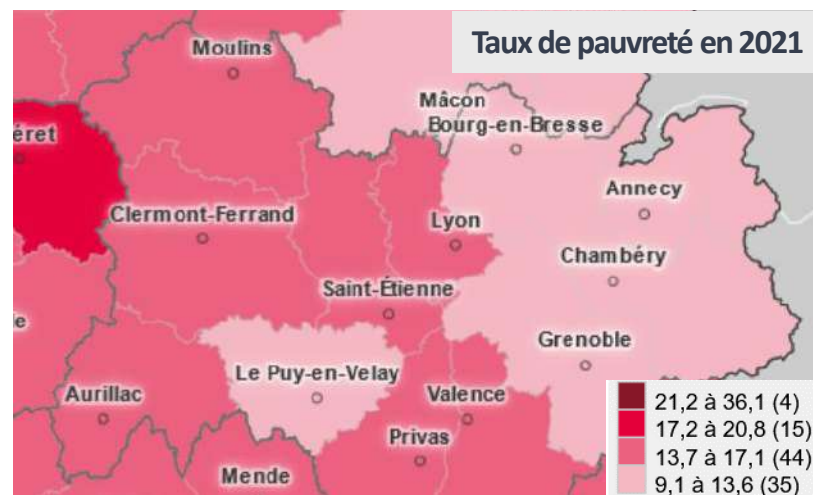 Taux de pauvreté en 2021
Moulins
Mâcon
Bourg-en-Bresse
éret
Annecy
Clermont-Ferrand
Lyon
Chambéry
Saint-Étienne
le
Grenoble
Le Puy-en-Velay
Aurillac
Valence
Privas
Mende
21,2 à 36,1 (4)
17,2 à 20,8 (15)
13,7 à 17,1 (44)
9,1 à 13,6 (35)